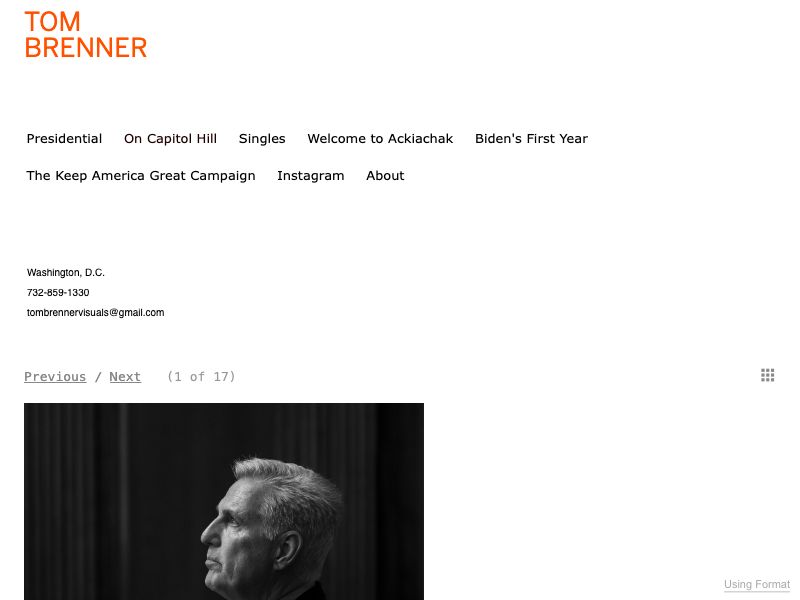 TOM
BRENNER
Presidential On Capitol Hill Singles Welcome to Ackiachak Biden's First Year
The Keep America Great Campaign Instagram About
Washington, D.C.
732-859-1330
tombrennervisuals@gmail.com
Previous / Next (1 of 17)
Using Format